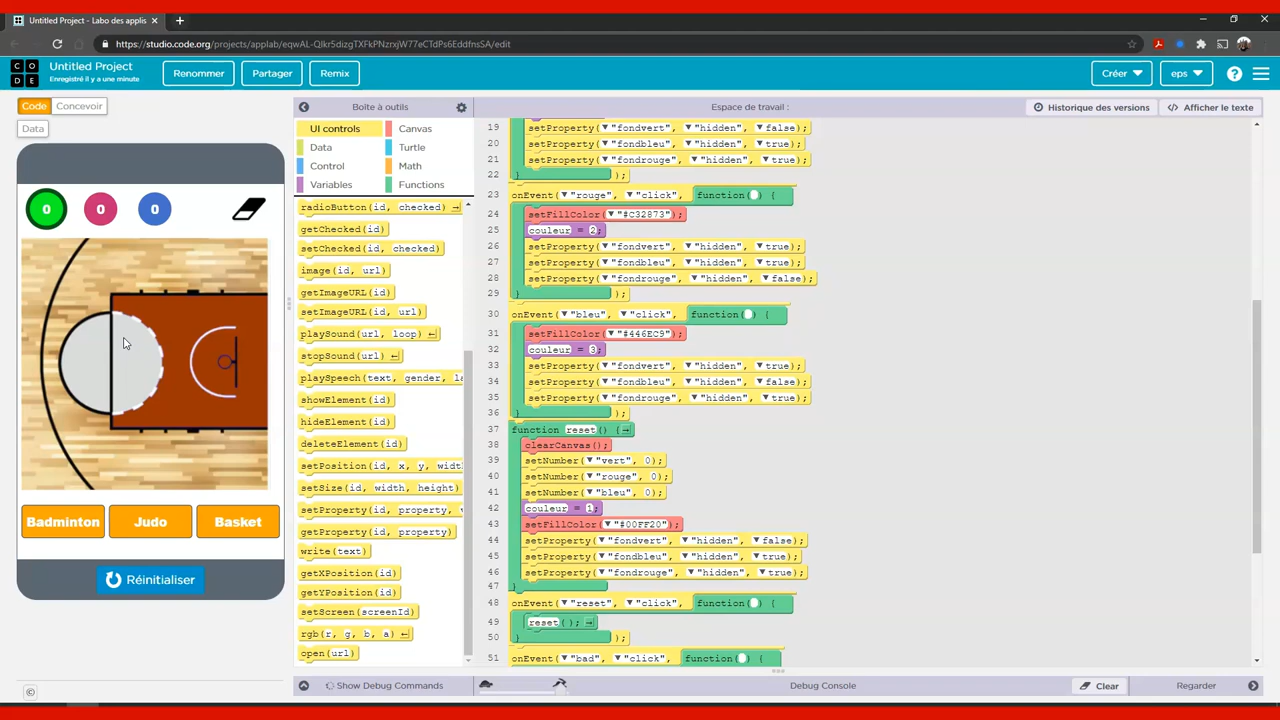 Untitled Project - Labo des applis
https://studio.code.org/projects/applab/eqwAL-QIkr5dizgTXFkPNzrxjW77eCTdPs6EddfnsSA/edit
C O D E
Untitled Project
Enregistré il y a une minute
Renommer
Partager
Remix
Créer
eps
Code
Concevoir
Data
Boîte à outils
Espace de travail :
Historique des versions
Afficher le texte
UI controls
Canvas
Data
Turtle
Control
Math
Variables
Functions
0
0
0
Badminton
Judo
Basket
Réinitialiser
radioButton(id, checked)
getChecked(id)
setChecked(id, checked)
image(id, url)
getImageURL(id)
setImageURL(id, url)
playSound(url, loop)
stopSound(url)
playSpeech(text, gender, la
showElement(id)
hideElement(id)
deleteElement(id)
setPosition(id, x, y, width
setSize(id, width, height)
setProperty(id, property, v
getProperty(id, property)
write(text)
getXPosition(id)
getYPosition(id)
setScreen(screenId)
rgb(r, g, b, a)
open(url)
19 setProperty("fondvert", "hidden", false);
20 setProperty("fondbleu", "hidden", true);
21 setProperty("fondrouge", "hidden", true);
22 } );
23 onEvent("rouge", "click", function() {
24 setFillColor("#C32873");
25 couleur = 2;
26 setProperty("fondvert", "hidden", true);
27 setProperty("fondbleu", "hidden", true);
28 setProperty("fondrouge", "hidden", false);
29 } );
30 onEvent("bleu", "click", function() {
31 setFillColor("#446EC9");
32 couleur = 3;
33 setProperty("fondvert", "hidden", true);
34 setProperty("fondbleu", "hidden", false);
35 setProperty("fondrouge", "hidden", true);
36 } );
37 function reset() {
38 clearCanvas();
39 setNumber("vert", 0);
40 setNumber("rouge", 0);
41 setNumber("bleu", 0);
42 couleur = 1;
43 setFillColor("#00FF20");
44 setProperty("fondvert", "hidden", false);
45 setProperty("fondbleu", "hidden", true);
46 setProperty("fondrouge", "hidden", true);
47 }
48 onEvent("reset", "click", function() {
49 reset();
50 } );
51 onEvent("bad", "click", function() {
Show Debug Commands
Debug Console
Clear
Regarder
©